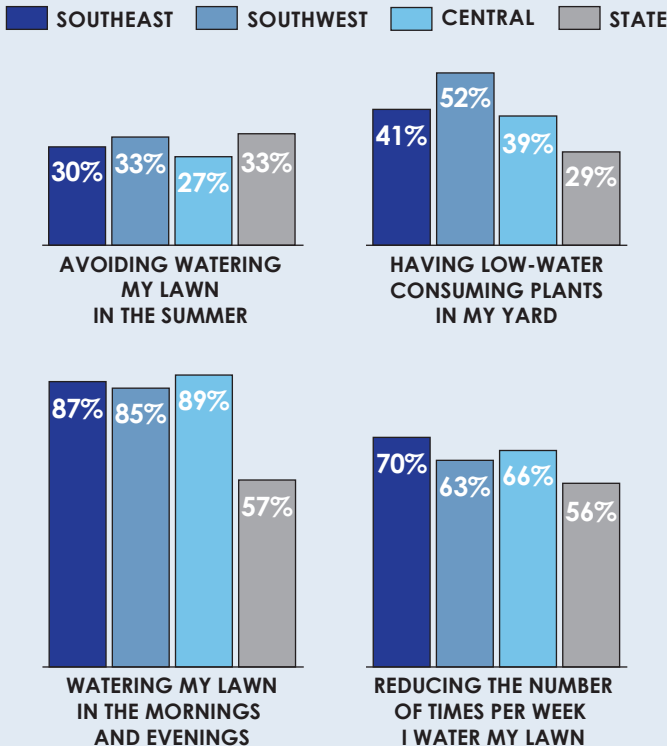 SOUTHEAST SOUTHWEST CENTRAL STATE
30% 33% 27% 33%
AVOIDING WATERING
MY LAWN
IN THE SUMMER
41% 52% 39% 29%
HAVING LOW-WATER
CONSUMING PLANTS
IN MY YARD
87% 85% 89% 57%
WATERING MY LAWN
IN THE MORNINGS
AND EVENINGS
70% 63% 66% 56%
REDUCING THE NUMBER
OF TIMES PER WEEK
I WATER MY LAWN